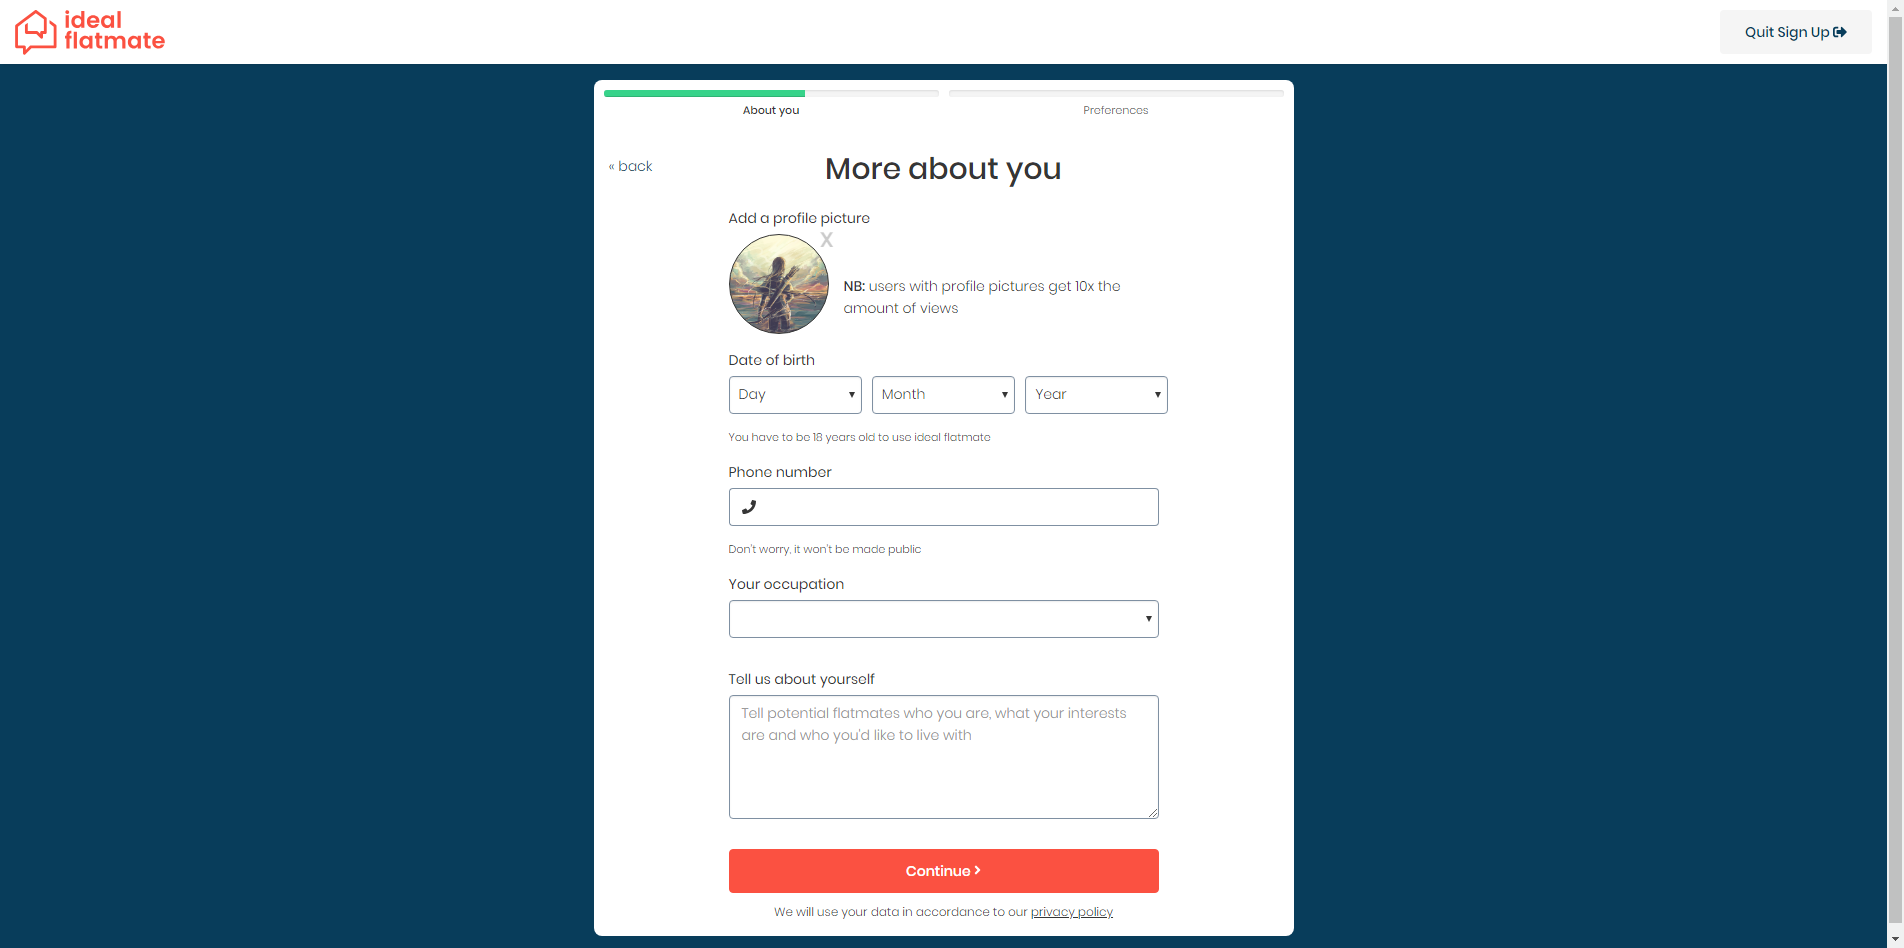 ideal
flatmate
Quit Sign Up
About you
Preferences
« back
More about you
Add a profile picture
X
NB: users with profile pictures get 10x the
amount of views
Date of birth
Day
Month
Year
You have to be 18 years old to use ideal flatmate
Phone number
Don't worry, it won't be made public
Your occupation
Tell us about yourself
Tell potential flatmates who you are, what your interests
are and who you'd like to live with
Continue
We will use your data in accordance to our privacy policy